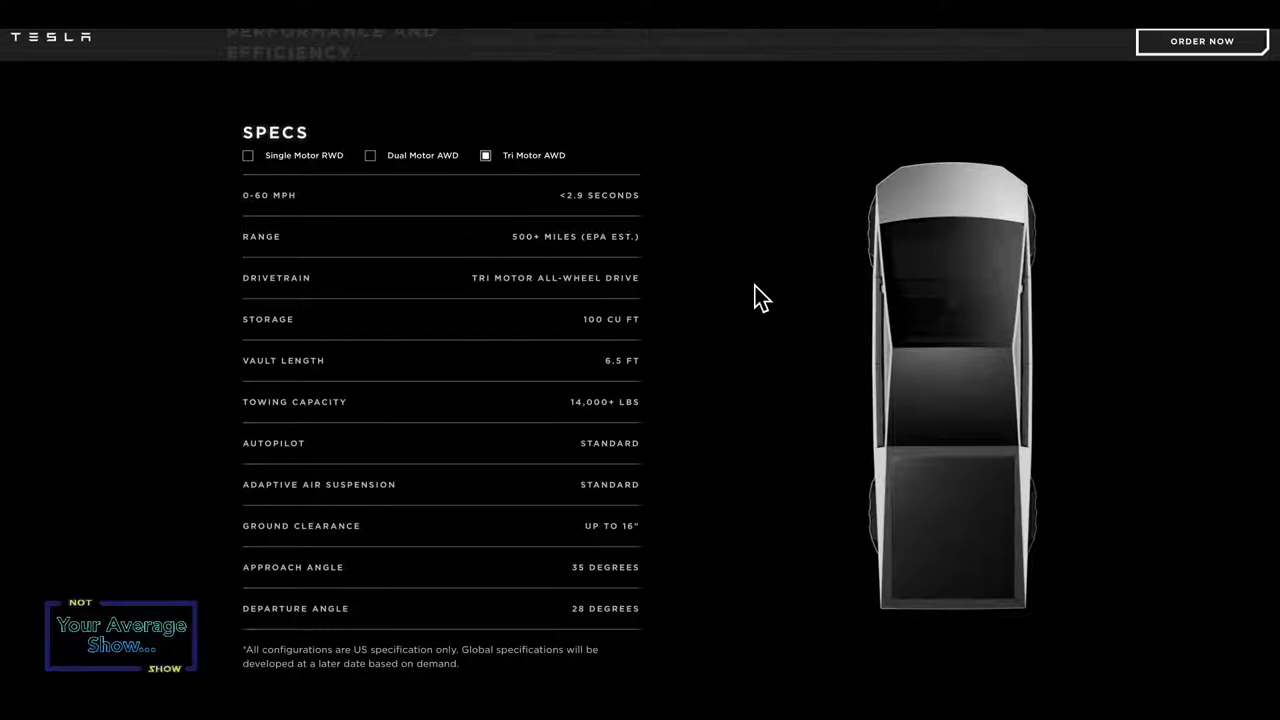 TESLA
PERFORMANCE AND
EFFICIENCY
ORDER NOW
SPECS
Single Motor RWD Dual Motor AWD Tri Motor AWD
0-60 MPH <2.9 SECONDS
RANGE 500+ MILES (EPA EST.)
DRIVETRAIN TRI MOTOR ALL-WHEEL DRIVE
STORAGE 100 CU FT
VAULT LENGTH 6.5 FT
TOWING CAPACITY 14,000+ LBS
AUTOPILOT STANDARD
ADAPTIVE AIR SUSPENSION STANDARD
GROUND CLEARANCE UP TO 16"
APPROACH ANGLE 35 DEGREES
DEPARTURE ANGLE 28 DEGREES
*All configurations are US specification only. Global specifications will be
developed at a later date based on demand.
NOT
Your Average
Show...
SHOW